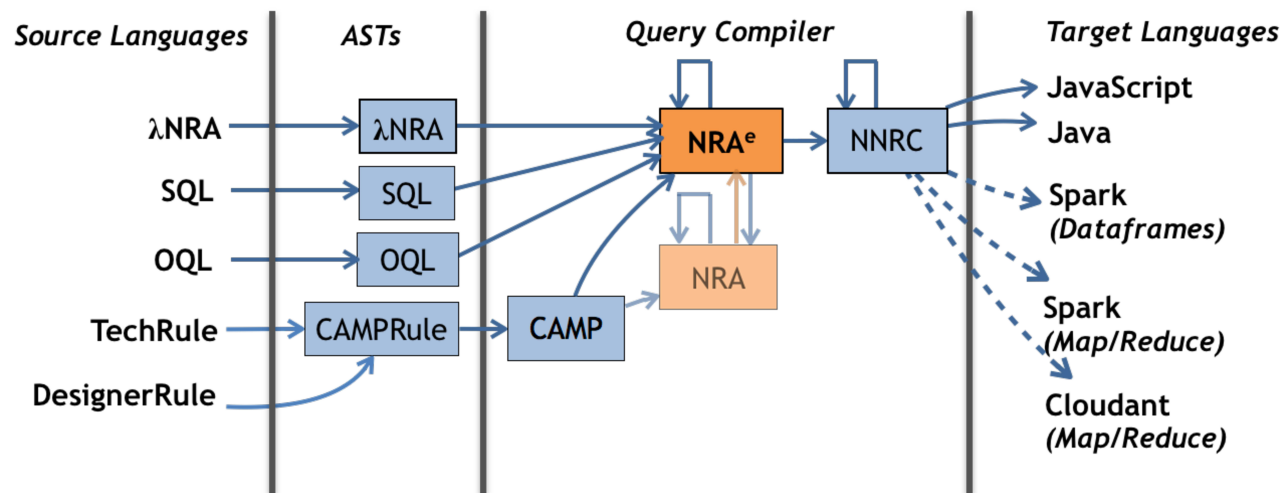 Source Languages
ASTs
Query Compiler
Target Languages
λNRA
λNRA
NRAᵉ
NNRC
JavaScript
Java
SQL
SQL
Spark
(Dataframes)
OQL
OQL
NRA
TechRule
CAMPRule
CAMP
Spark
(Map/Reduce)
DesignerRule
Cloudant
(Map/Reduce)